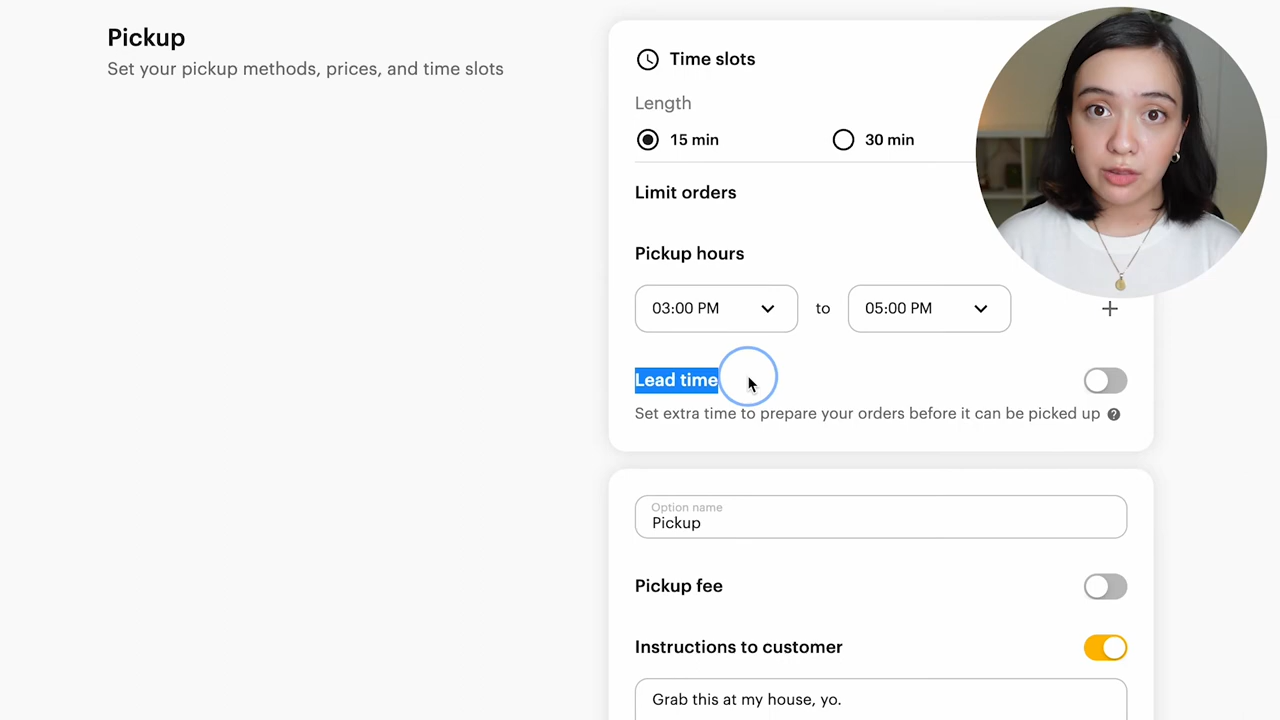 Pickup
Set your pickup methods, prices, and time slots
Time slots
Length
15 min
30 min
Limit orders
Pickup hours
03:00 PM
to
05:00 PM
+
Lead time
Set extra time to prepare your orders before it can be picked up ?
Option name
Pickup
Pickup fee
Instructions to customer
Grab this at my house, yo.